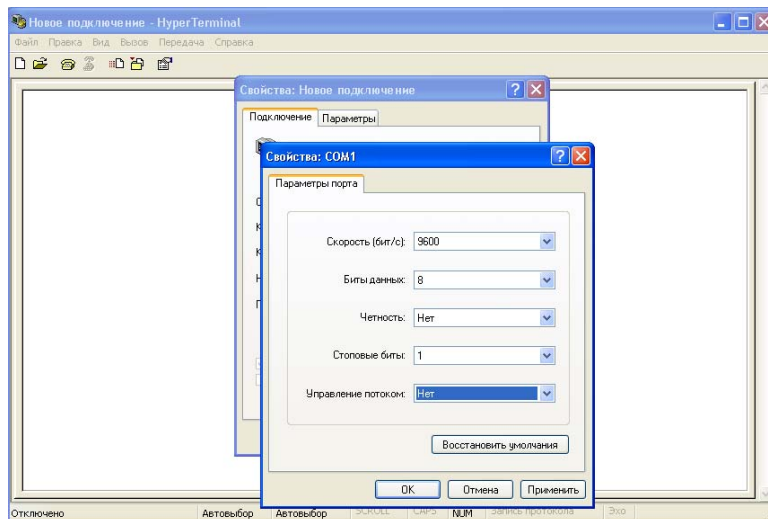 Новое подключение - HyperTerminal
Файл Правка Вид Вызов Передача Справка
Свойства: Новое подключение
Подключение Параметры
Свойства: COM1
Параметры порта
Скорость (бит/с): 9600
Биты данных: 8
Четность: Нет
Стоповые биты: 1
Управление потоком: Нет
Восстановить умолчания
ОК Отмена Применить
Отключено Автовыбор Автовыбор SCROLL CAPS NUM Запись протокола Эхо